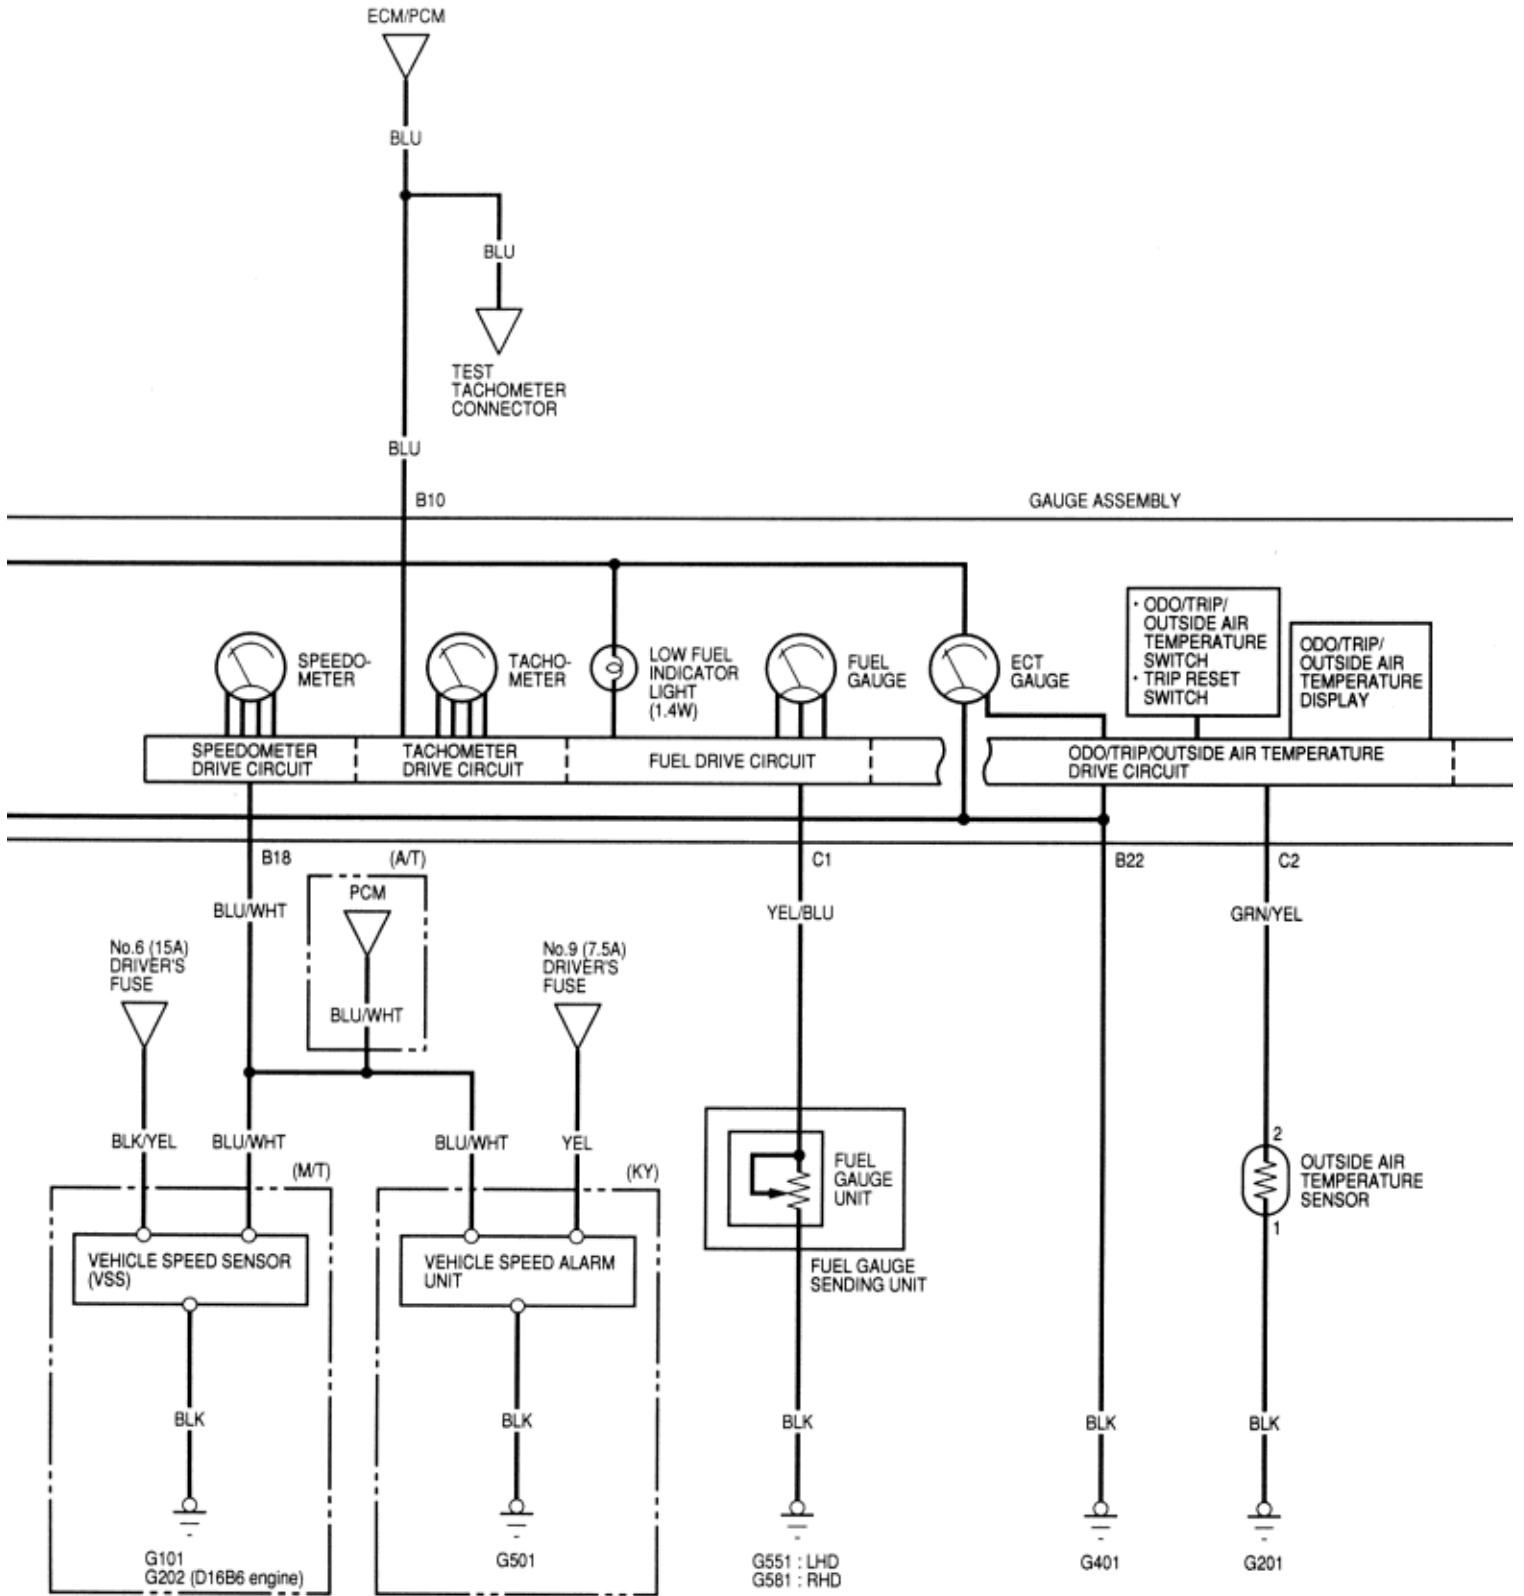 ECM/PCM
BLU
BLU
TEST
TACHOMETER
CONNECTOR
BLU
B10
GAUGE ASSEMBLY
SPEEDO-
METER
TACHO-
METER
LOW FUEL
INDICATOR
LIGHT
(1.4W)
FUEL
GAUGE
ECT
GAUGE
• ODO/TRIP/
OUTSIDE AIR
TEMPERATURE
SWITCH
• TRIP RESET
SWITCH
ODO/TRIP/
OUTSIDE AIR
TEMPERATURE
DISPLAY
SPEEDOMETER
DRIVE CIRCUIT
TACHOMETER
DRIVE CIRCUIT
FUEL DRIVE CIRCUIT
ODO/TRIP/OUTSIDE AIR TEMPERATURE
DRIVE CIRCUIT
B18
(A/T)
C1
B22
C2
PCM
BLU/WHT
YEL/BLU
GRN/YEL
No.6 (15A)
DRIVER'S
FUSE
No.9 (7.5A)
DRIVER'S
FUSE
BLU/WHT
BLK/YEL
BLU/WHT
BLU/WHT
YEL
(M/T)
(KY)
FUEL
GAUGE
UNIT
2
OUTSIDE AIR
TEMPERATURE
SENSOR
1
VEHICLE SPEED SENSOR
(VSS)
VEHICLE SPEED ALARM
UNIT
FUEL GAUGE
SENDING UNIT
BLK
BLK
BLK
BLK
BLK
G101
G202 (D16B6 engine)
G501
G551 : LHD
G581 : RHD
G401
G201